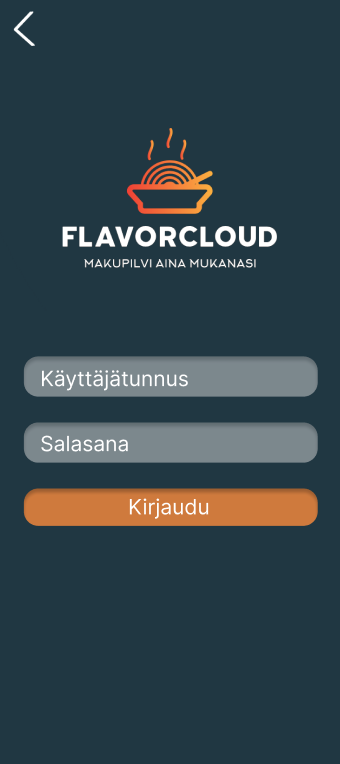 FLAVORCLOUD
MAKUPILVI AINA MUKANASI
Käyttäjätunnus
Salasana
Kirjaudu